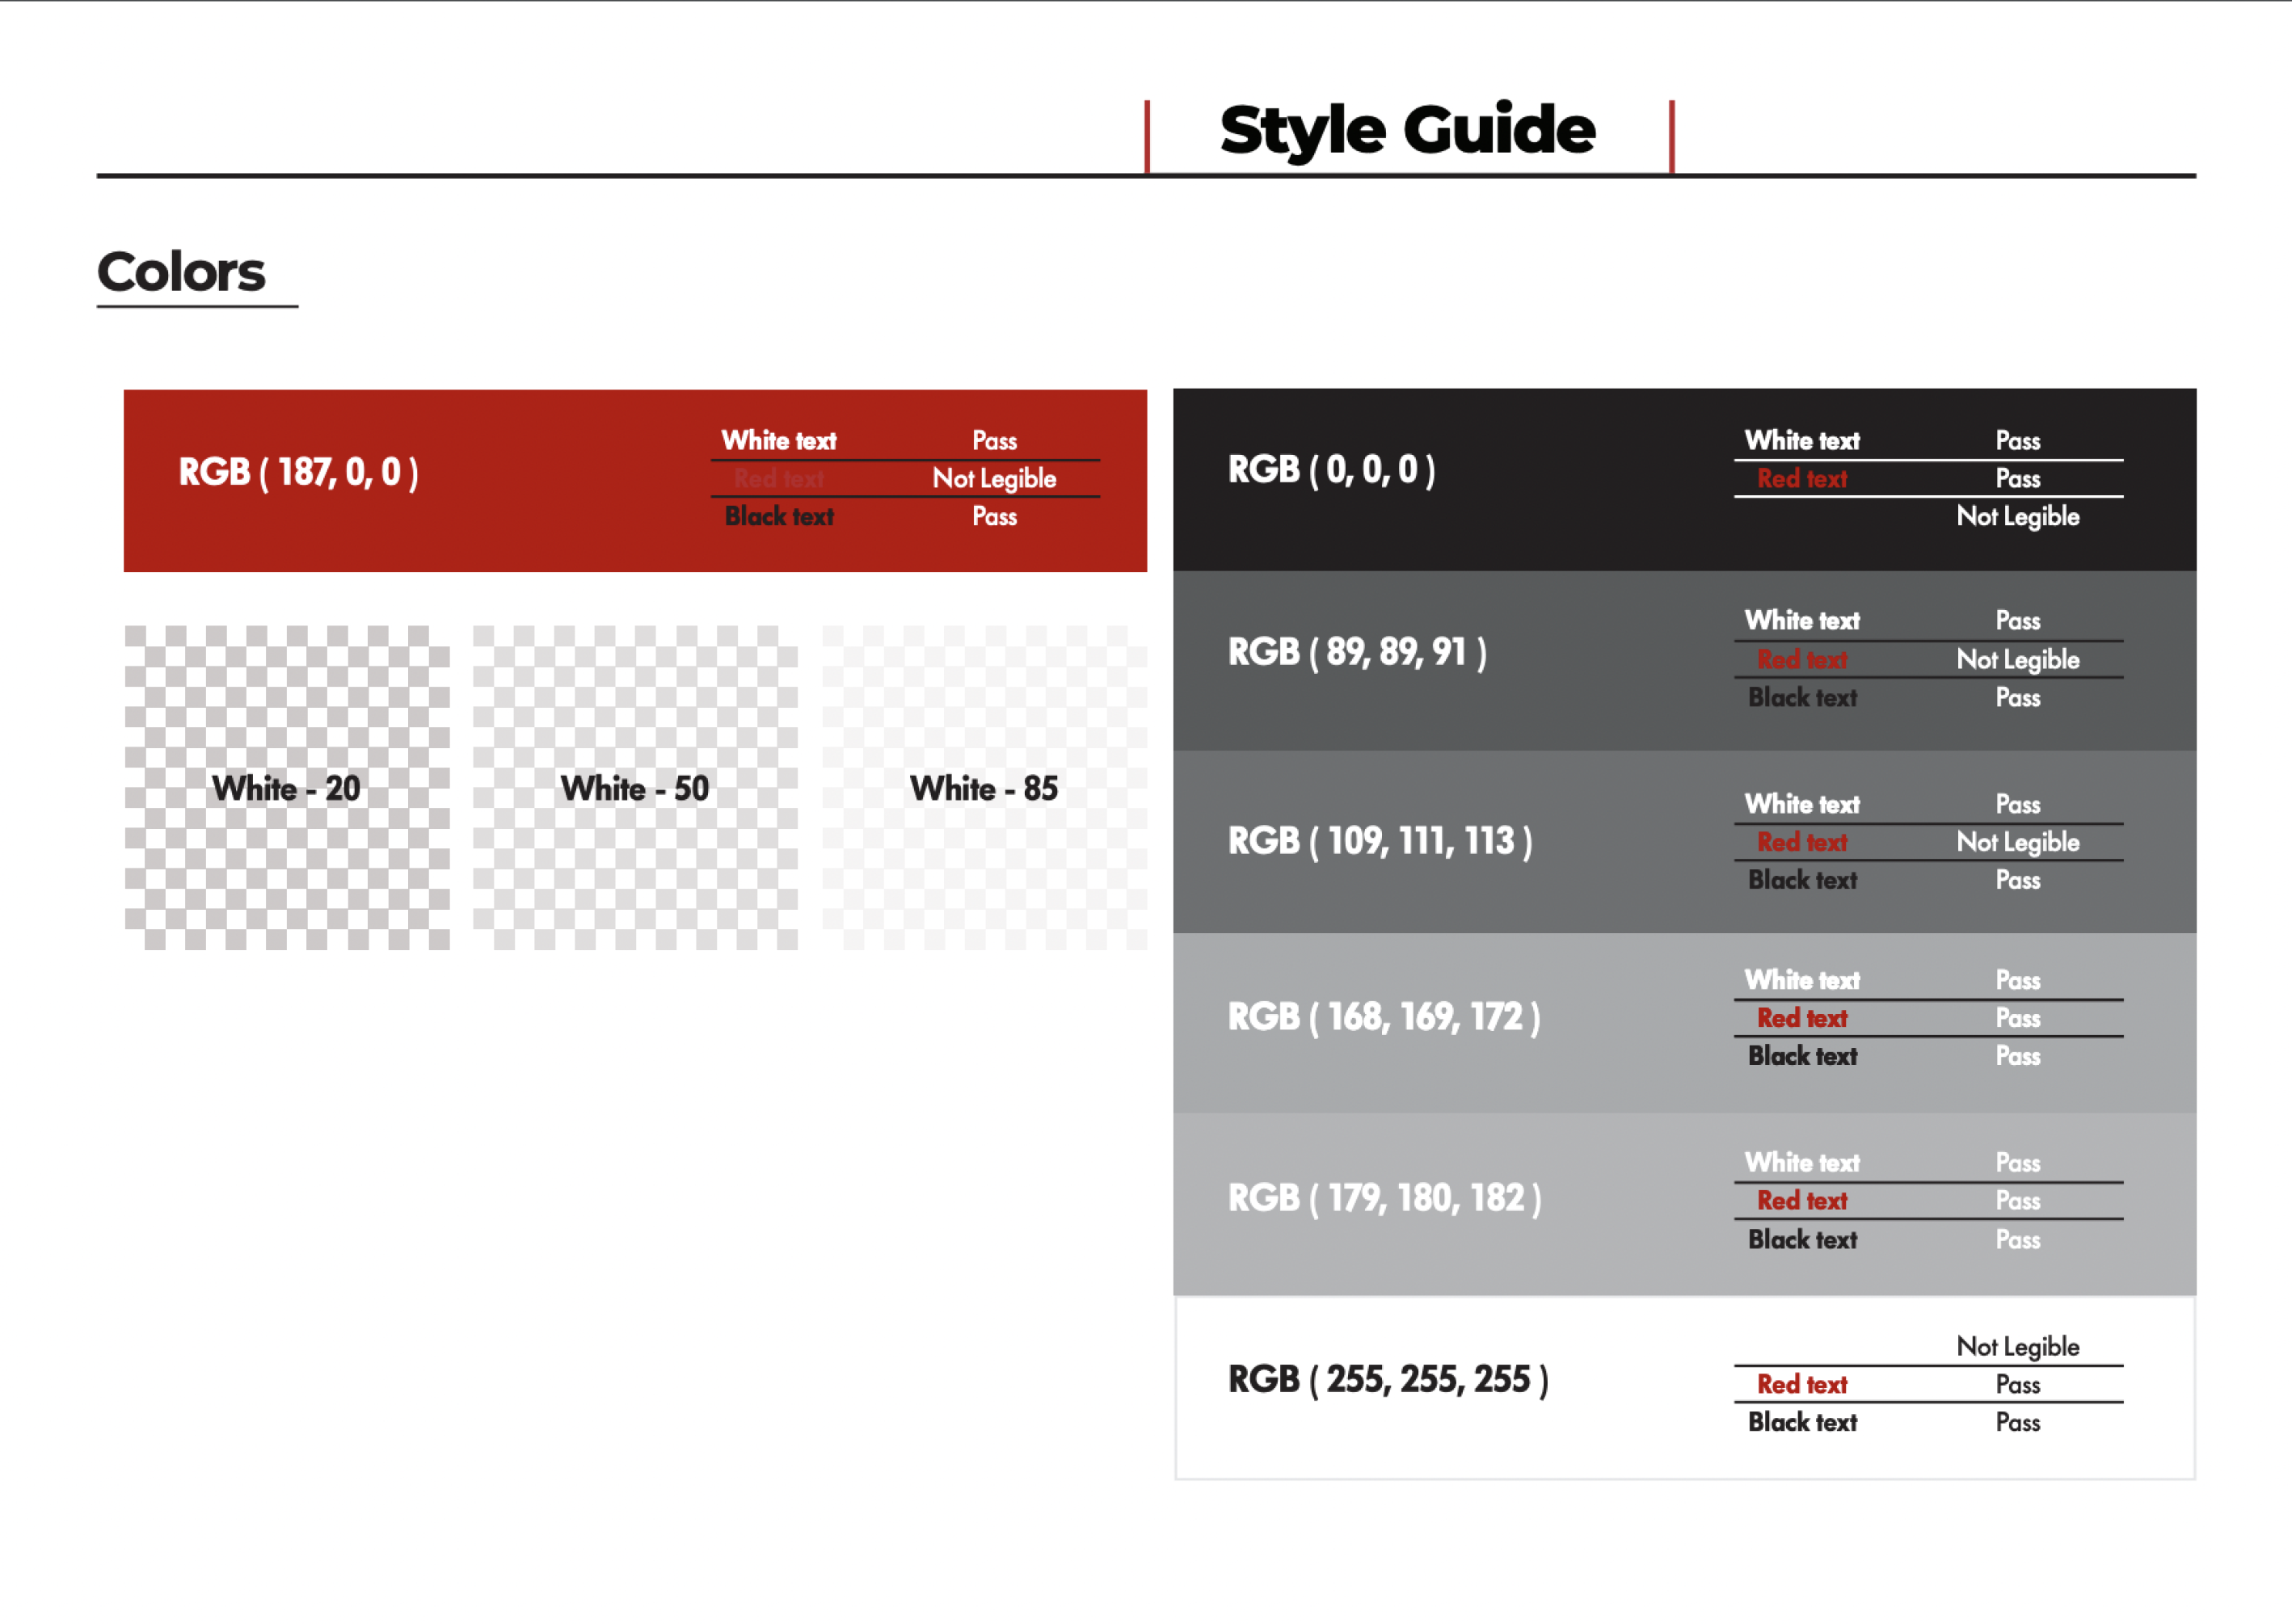 Style Guide
Colors
RGB ( 187, 0, 0 )
White text Pass
Red text Not Legible
Black text Pass
White - 20
White - 50
White - 85
RGB ( 0, 0, 0 )
White text Pass
Red text Pass
Not Legible
RGB ( 89, 89, 91 )
White text Pass
Red text Not Legible
Black text Pass
RGB ( 109, 111, 113 )
White text Pass
Red text Not Legible
Black text Pass
RGB ( 168, 169, 172 )
White text Pass
Red text Pass
Black text Pass
RGB ( 179, 180, 182 )
White text Pass
Red text Pass
Black text Pass
RGB ( 255, 255, 255 )
Not Legible
Red text Pass
Black text Pass